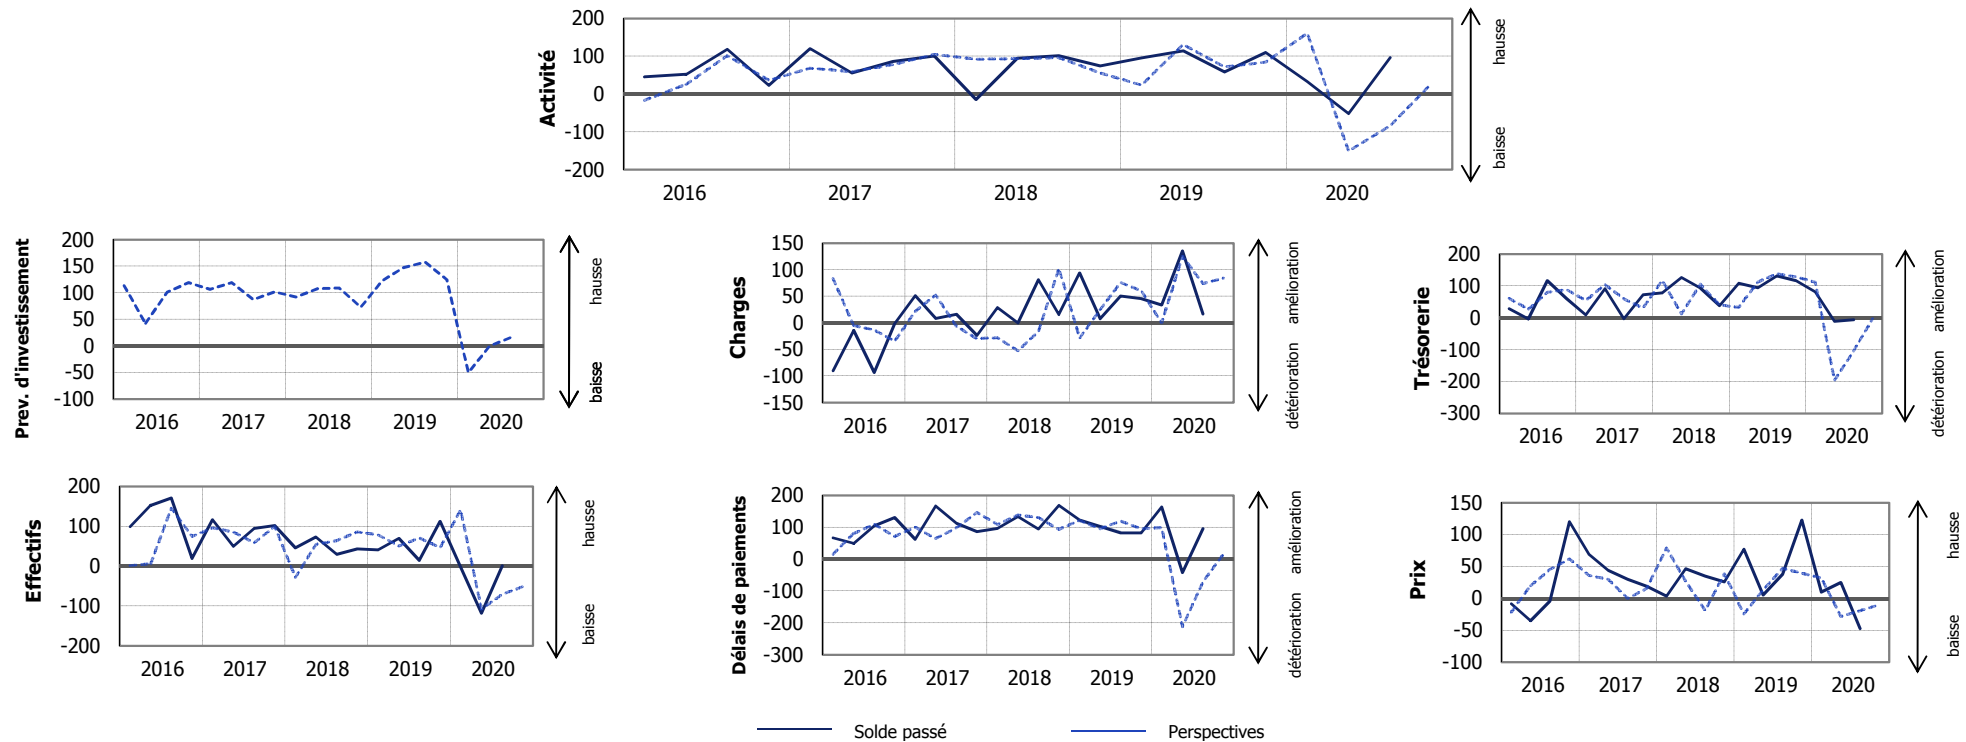 Activité
200
100
0
-100
-200
2016 2017 2018 2019 2020
hausse
baisse
Prev. d'investissement
200
150
100
50
0
-50
-100
2016 2017 2018 2019 2020
hausse
baisse
Charges
150
100
50
0
-50
-100
-150
2016 2017 2018 2019 2020
amélioration
détérioration
Trésorerie
200
100
0
-100
-200
-300
2016 2017 2018 2019 2020
amélioration
détérioration
Effectifs
200
100
0
-100
-200
2016 2017 2018 2019 2020
hausse
baisse
Délais de paiements
200
100
0
-100
-200
-300
2016 2017 2018 2019 2020
amélioration
détérioration
Prix
150
100
50
0
-50
-100
2016 2017 2018 2019 2020
hausse
baisse
Solde passé Perspectives